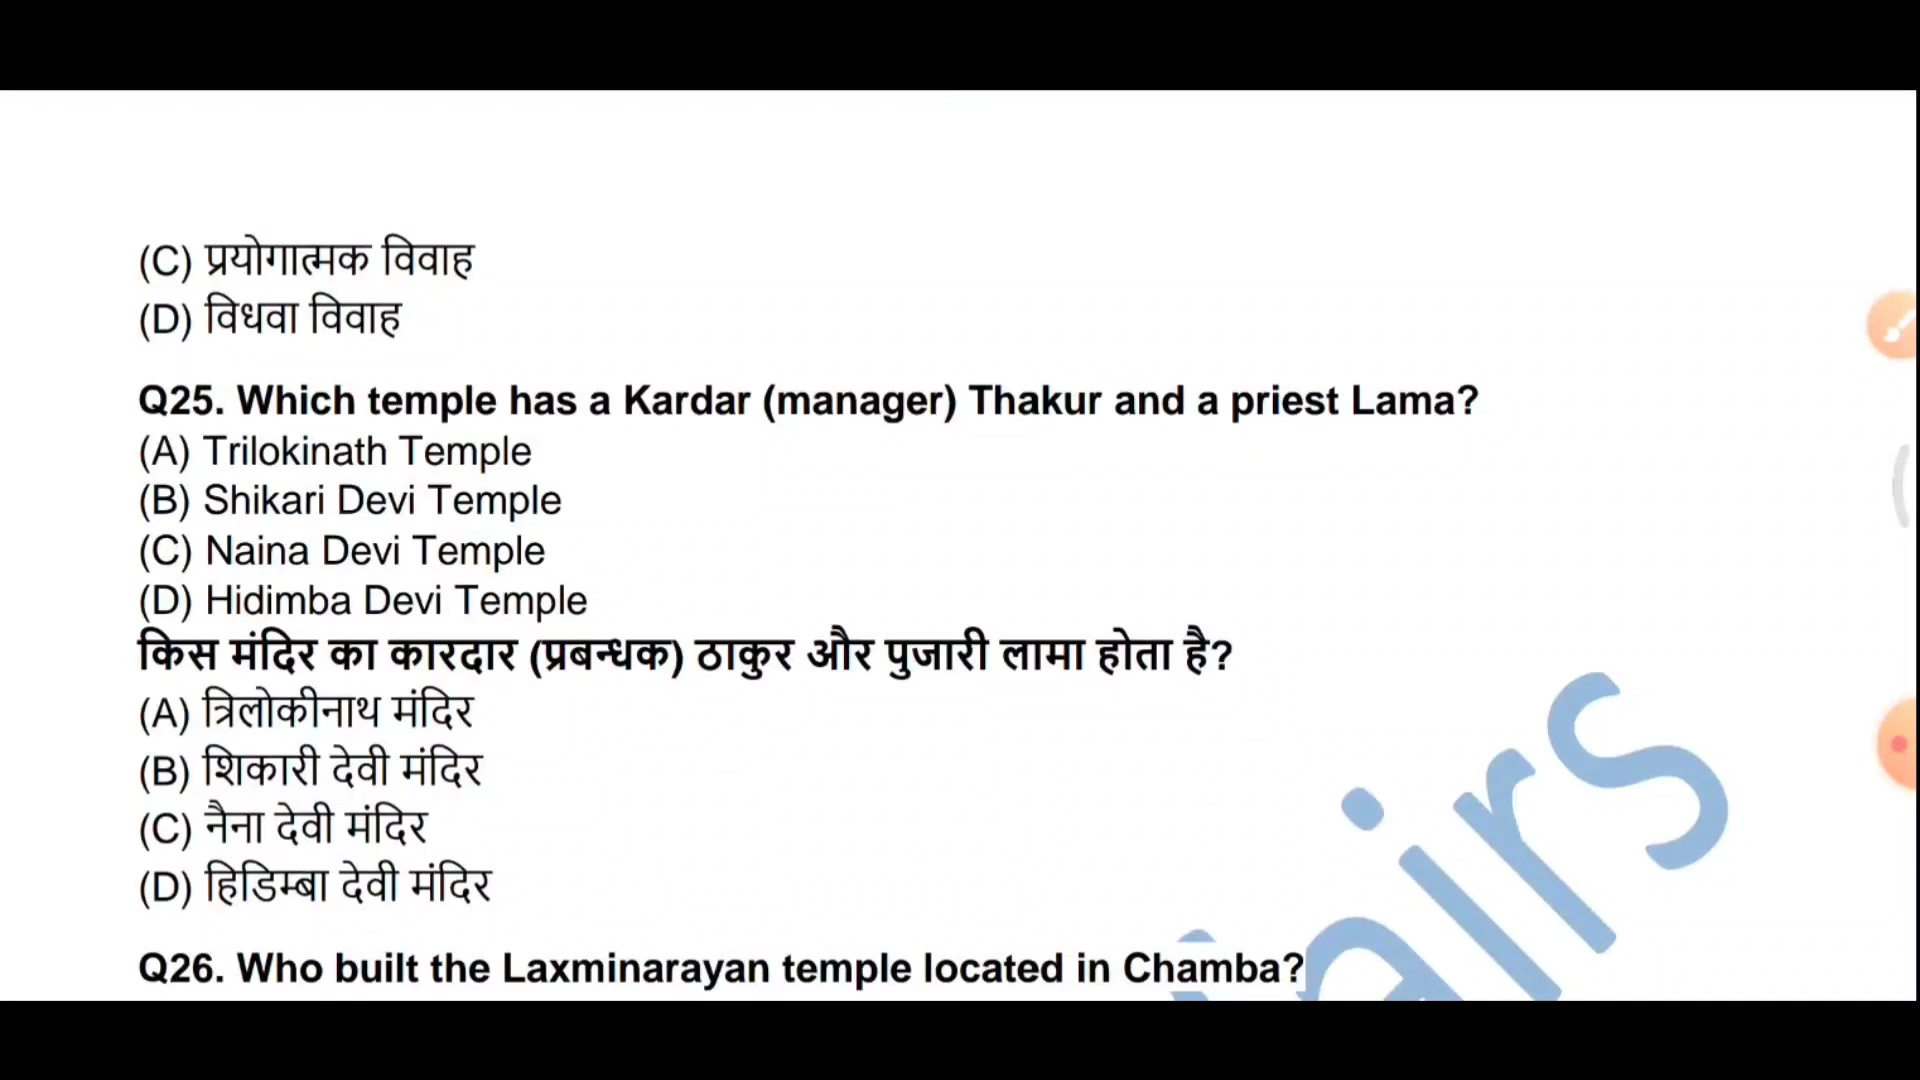 (C) प्रयोगात्मक विवाह
(D) विधवा विवाह
Q25. Which temple has a Kardar (manager) Thakur and a priest Lama?
(A) Trilokinath Temple
(B) Shikari Devi Temple
(C) Naina Devi Temple
(D) Hidimba Devi Temple
किस मंदिर का कारदार (प्रबन्धक) ठाकुर और पुजारी लामा होता है?
(A) त्रिलोकीनाथ मंदिर
(B) शिकारी देवी मंदिर
(C) नैना देवी मंदिर
(D) हिडिम्बा देवी मंदिर
Q26. Who built the Laxminarayan temple located in Chamba?
airs